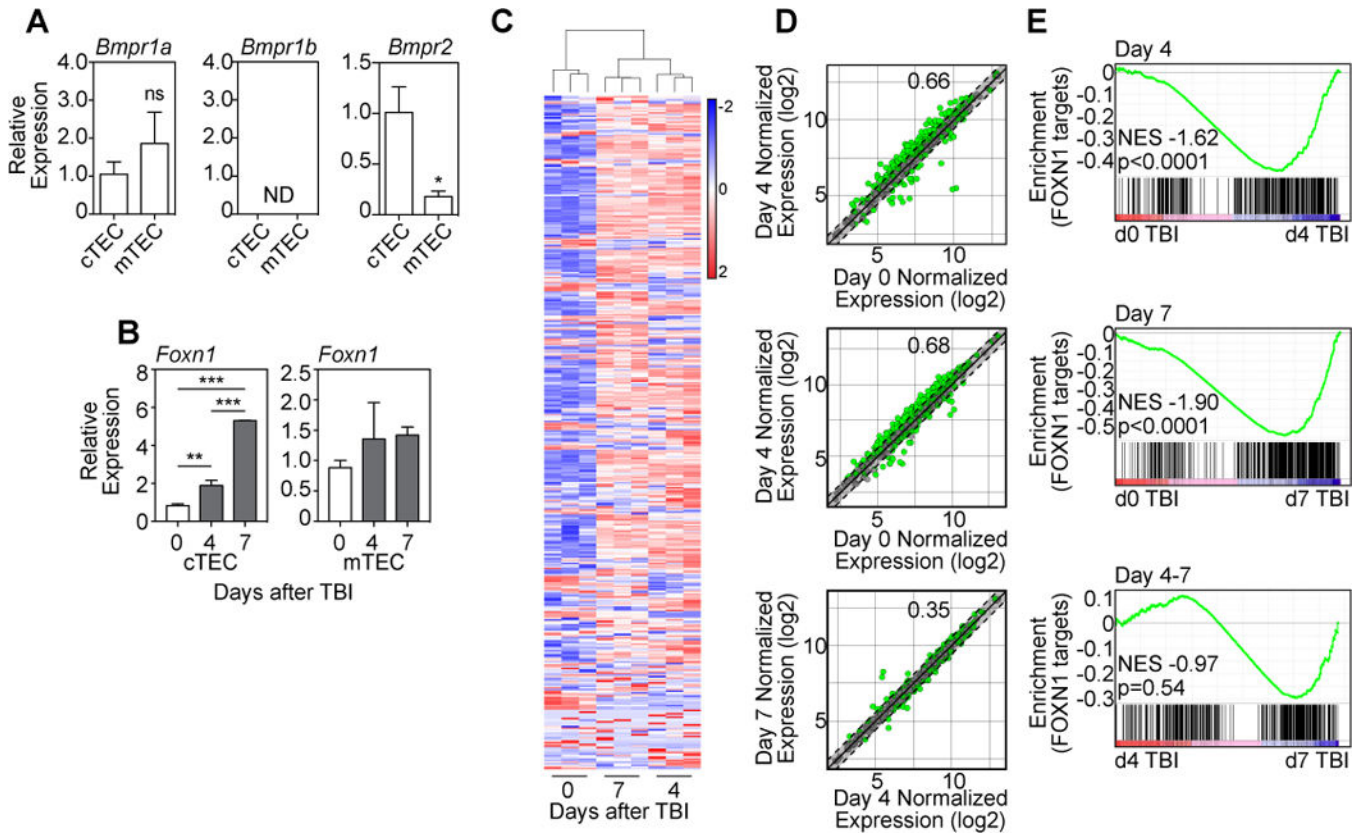 A
Bmpr1a
Bmpr1b
Bmpr2
Relative
Expression
4.0
3.0
2.0
1.0
0.0
ns
cTEC
mTEC
4.0
3.0
2.0
1.0
0.0
ND
cTEC
mTEC
1.5
1.0
0.5
0
*
cTEC
mTEC
B
Foxn1
Foxn1
Relative
Expression
8
6
4
2
0
***
***
**
0 4 7
cTEC
2.5
2.0
1.5
1.0
0.5
0.0
0 4 7
mTEC
Days after TBI
C
-2
0
2
0 7 4
Days after TBI
D
Day 4 Normalized
Expression (log2)
0.66
10
5
5 10
Day 0 Normalized
Expression (log2)
Day 4 Normalized
Expression (log2)
0.68
10
5
5 10
Day 0 Normalized
Expression (log2)
Day 7 Normalized
Expression (log2)
0.35
10
5
5 10
Day 4 Normalized
Expression (log2)
E
Day 4
Enrichment
(FOXN1 targets)
0
-0.1
-0.2
-0.3
-0.4
NES -1.62
p<0.0001
d0 TBI d4 TBI
Day 7
Enrichment
(FOXN1 targets)
0
-0.1
-0.2
-0.3
-0.4
-0.5
NES -1.90
p<0.0001
d0 TBI d7 TBI
Day 4-7
Enrichment
(FOXN1 targets)
0.1
0
-0.1
-0.2
-0.3
NES -0.97
p=0.54
d4 TBI d7 TBI